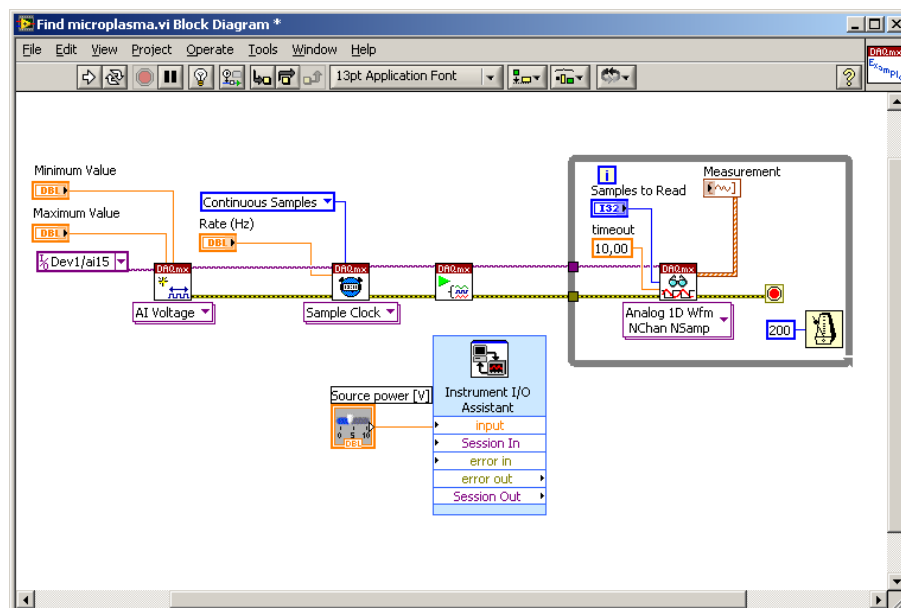 Find microplasma.vi Block Diagram *
File Edit View Project Operate Tools Window Help
13pt Application Font
?
DAQmx
Example
Minimum Value
DBL
Maximum Value
DBL
I/O Dev1/ai15
DAQmx
AI Voltage
Continuous Samples
Rate (Hz)
DBL
DAQmx
Sample Clock
DAQmx
i
Samples to Read
I32
timeout
10,00
Measurement
DAQmx
Analog 1D Wfm
NChan NSamp
200
Source power [V]
0 5 10
DBL
Instrument I/O
Assistant
input
Session In
error in
error out
Session Out